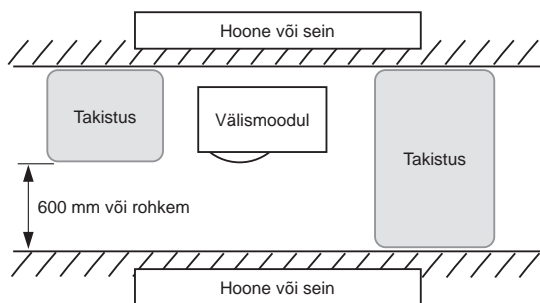 Hoone või sein
Takistus
Välismoodul
Takistus
600 mm või rohkem
Hoone või sein